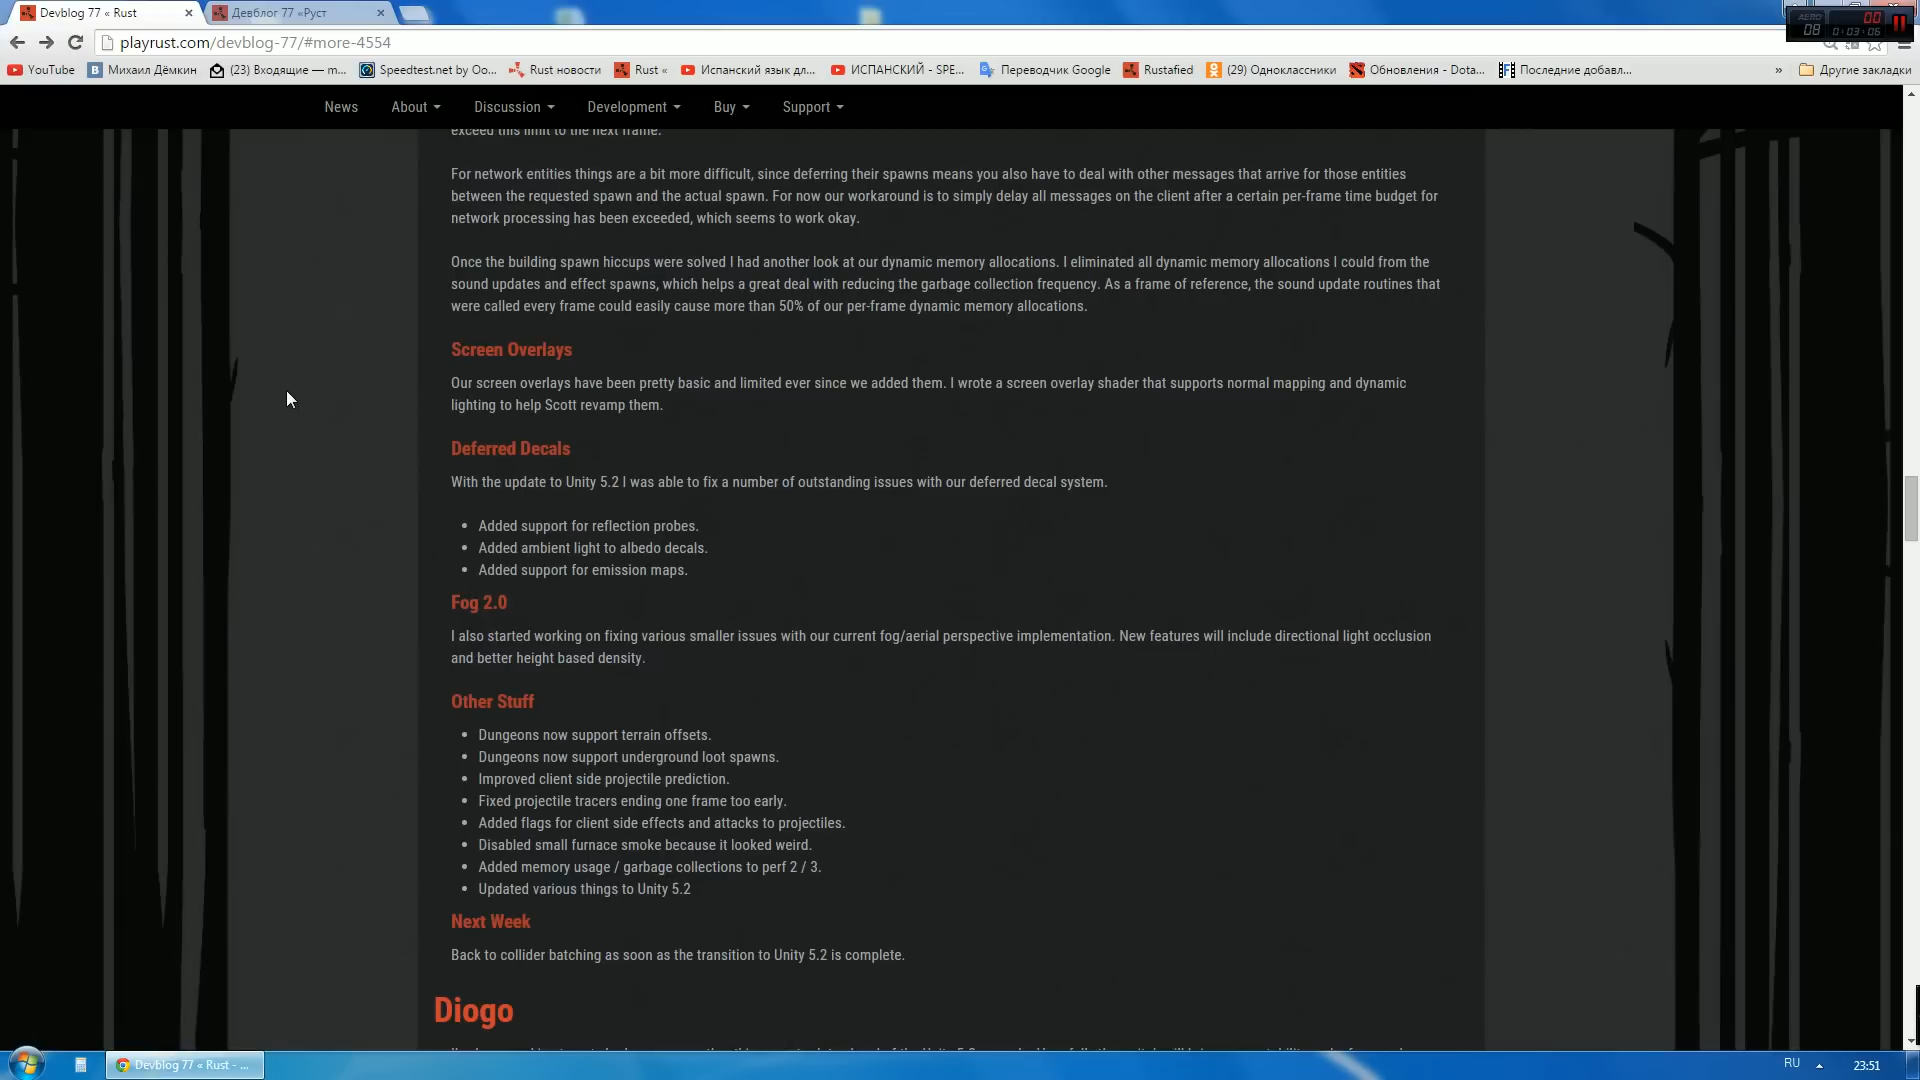 Devblog 77 « Rust
Девблог 77 «Руст
playrust.com/devblog-77/#more-4554
YouTube
Михаил Дёмкин
(23) Входящие — m...
Speedtest.net by Oo...
Rust новости
Rust «
Испанский язык дл...
ИСПАНСКИЙ - SPE...
Переводчик Google
Rustafied
(29) Одноклассники
Обновления - Dota...
Последние добавл...
»
Другие закладки
AERO
08
00
0:03:06
News
About
Discussion
Development
Buy
Support
exceed this limit to the next frame.
For network entities things are a bit more difficult, since deferring their spawns means you also have to deal with other messages that arrive for those entities
between the requested spawn and the actual spawn. For now our workaround is to simply delay all messages on the client after a certain per-frame time budget for
network processing has been exceeded, which seems to work okay.
Once the building spawn hiccups were solved I had another look at our dynamic memory allocations. I eliminated all dynamic memory allocations I could from the
sound updates and effect spawns, which helps a great deal with reducing the garbage collection frequency. As a frame of reference, the sound update routines that
were called every frame could easily cause more than 50% of our per-frame dynamic memory allocations.
Screen Overlays
Our screen overlays have been pretty basic and limited ever since we added them. I wrote a screen overlay shader that supports normal mapping and dynamic
lighting to help Scott revamp them.
Deferred Decals
With the update to Unity 5.2 I was able to fix a number of outstanding issues with our deferred decal system.
• Added support for reflection probes.
• Added ambient light to albedo decals.
• Added support for emission maps.
Fog 2.0
I also started working on fixing various smaller issues with our current fog/aerial perspective implementation. New features will include directional light occlusion
and better height based density.
Other Stuff
• Dungeons now support terrain offsets.
• Dungeons now support underground loot spawns.
• Improved client side projectile prediction.
• Fixed projectile tracers ending one frame too early.
• Added flags for client side effects and attacks to projectiles.
• Disabled small furnace smoke because it looked weird.
• Added memory usage / garbage collections to perf 2 / 3.
• Updated various things to Unity 5.2
Next Week
Back to collider batching as soon as the transition to Unity 5.2 is complete.
Diogo
Devblog 77 « Rust - ...
RU
23:51